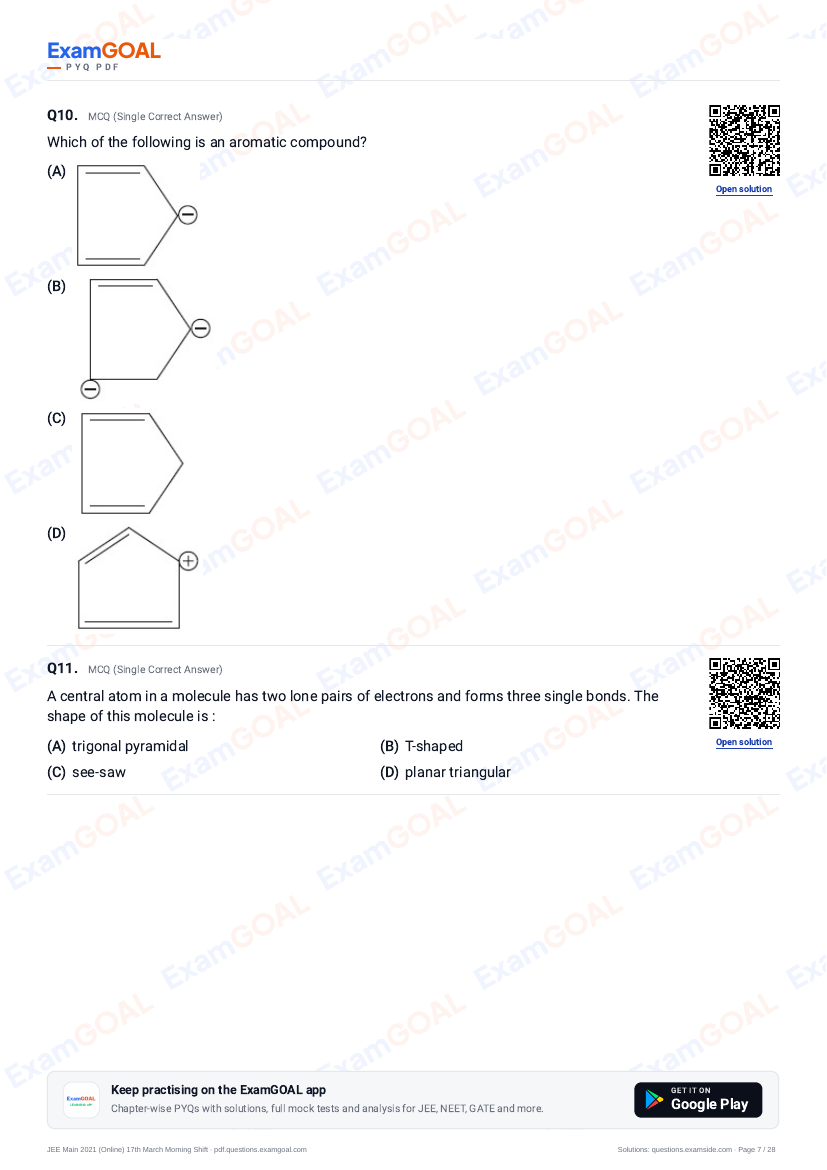 ExamGOAL
PYQ PDF
Q10. MCQ (Single Correct Answer)
Which of the following is an aromatic compound?
Open solution
(A)
(B)
(C)
(D)
Q11. MCQ (Single Correct Answer)
A central atom in a molecule has two lone pairs of electrons and forms three single bonds. The
shape of this molecule is :
Open solution
(A) trigonal pyramidal (B) T-shaped
(C) see-saw (D) planar triangular
ExamGOAL
Keep practising on the ExamGOAL app
Chapter-wise PYQs with solutions, full mock tests and analysis for JEE, NEET, GATE and more.
GET IT ON
Google Play
JEE Main 2021 (Online) 17th March Morning Shift · pdf.questions.examgoal.com Solutions: questions.examside.com · Page 7 / 28